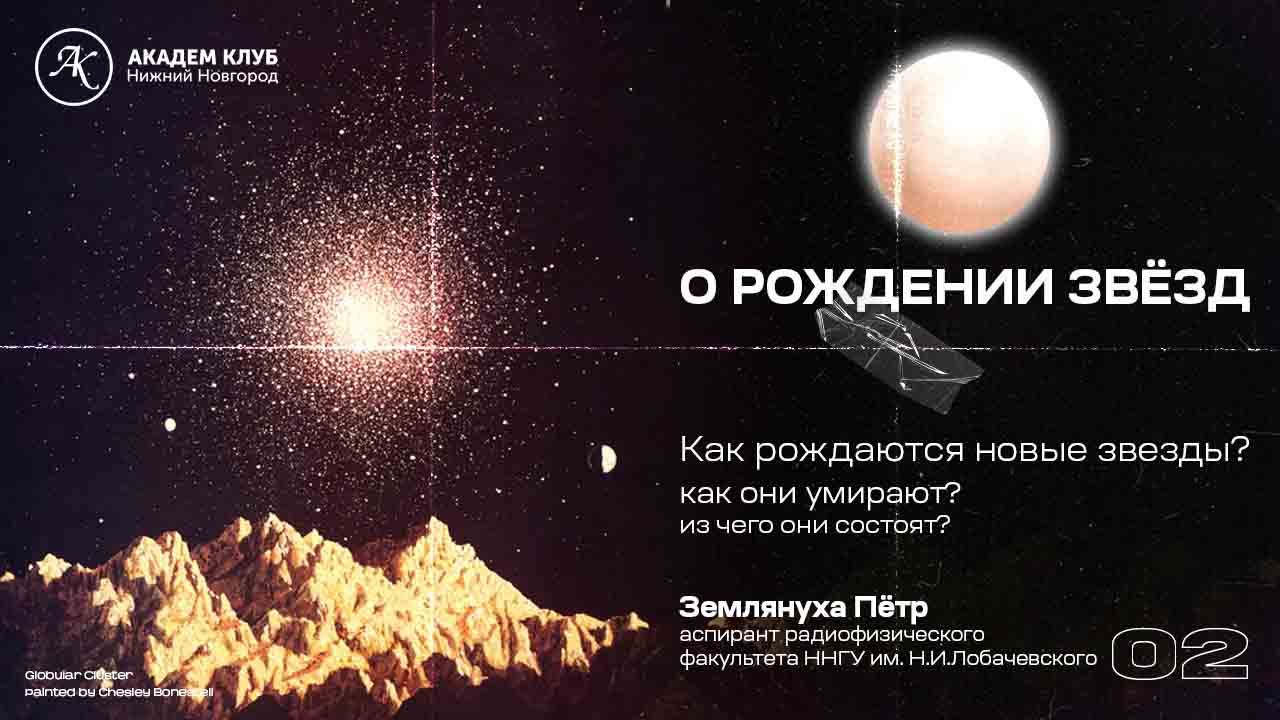 АКАДЕМ КЛУБ
Нижний Новгород
О РОЖДЕНИИ ЗВЁЗД
Как рождаются новые звезды?
как они умирают?
из чего они состоят?
Землянуха Пётр
аспирант радиофизического
факультета ННГУ им. Н.И.Лобачевского
02
Globular Cluster
painted by Chesley Bonestell